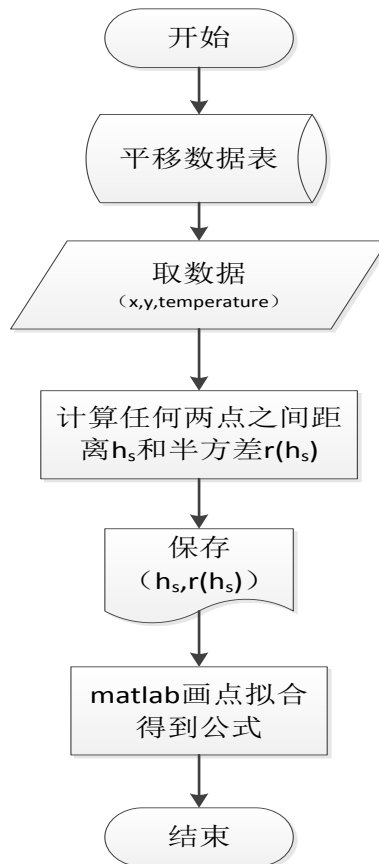 开始
平移数据表
取数据
（x,y,temperature）
计算任何两点之间距
离hₛ和半方差r(hₛ)
保存
（hₛ,r(hₛ)）
matlab画点拟合
得到公式
结束